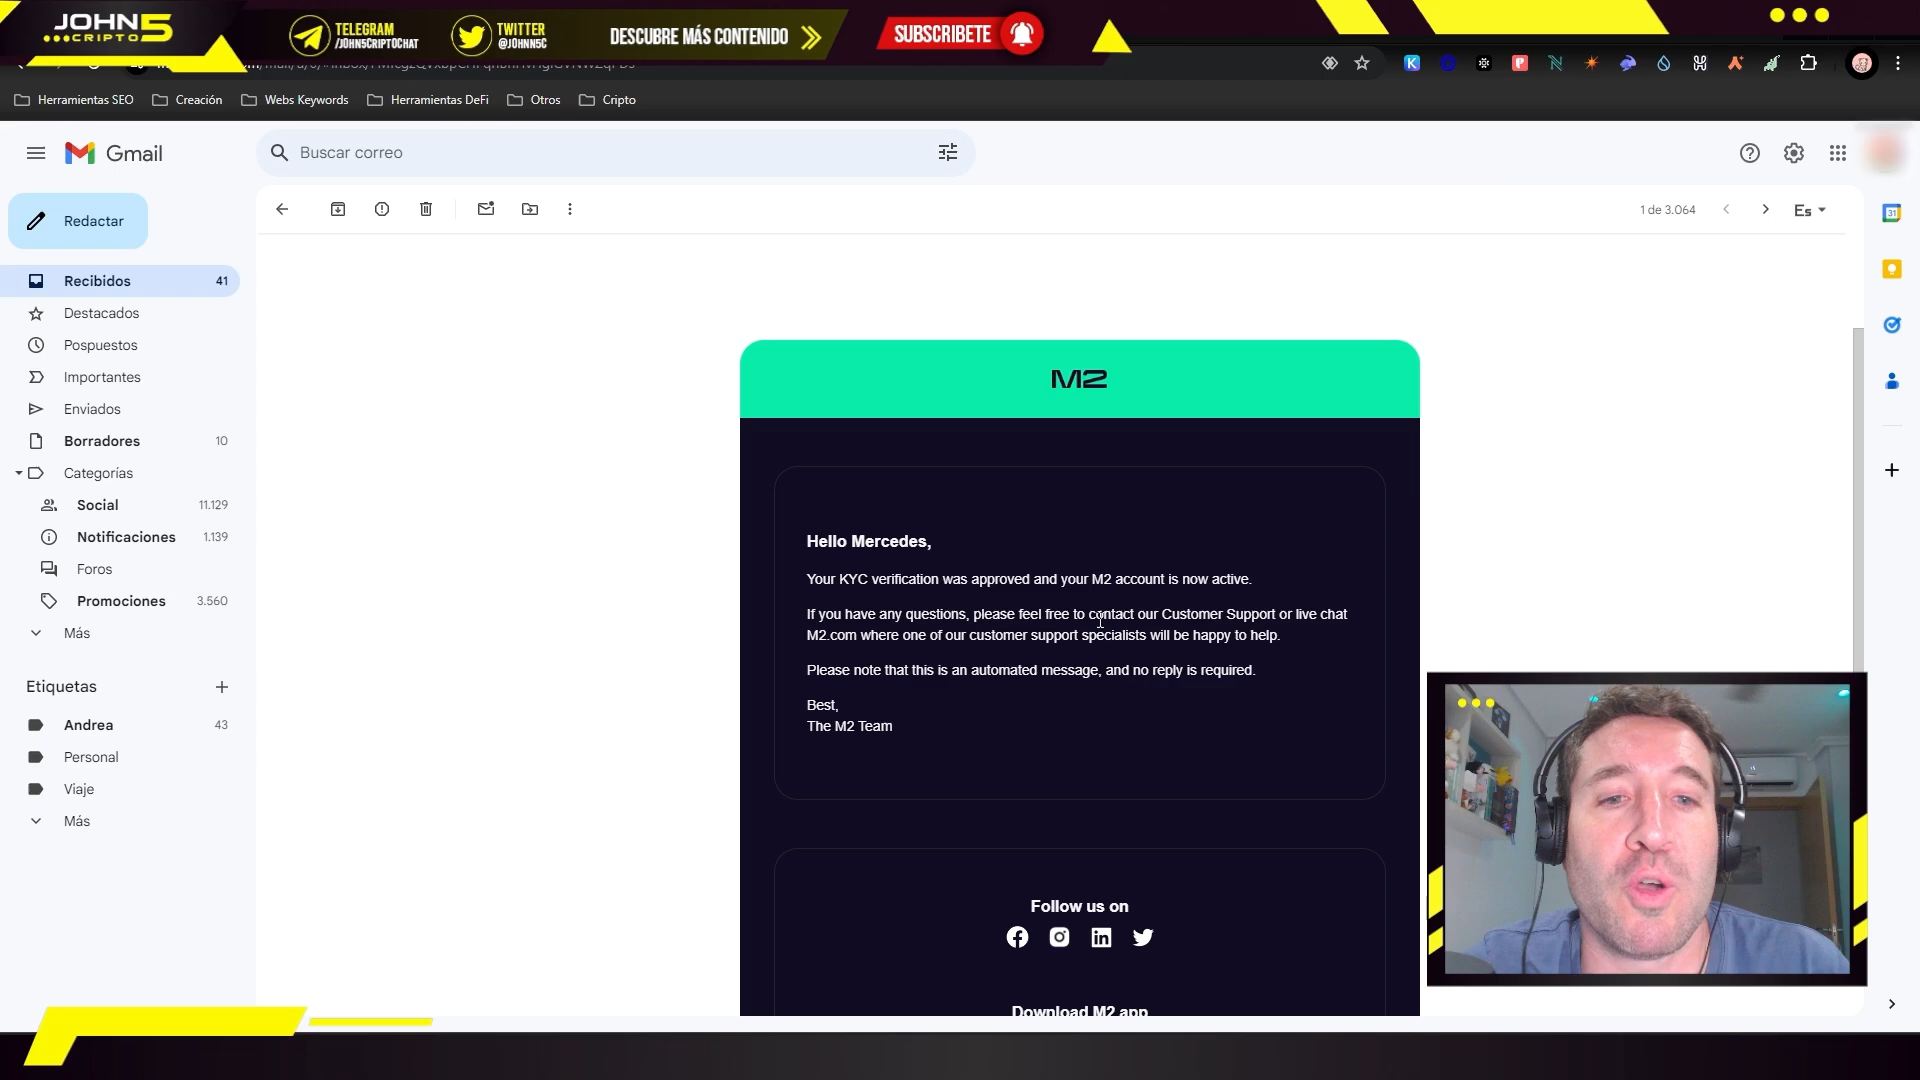 JOHN5
CRIPTO
TELEGRAM
/JOHN5CRIPTOCHAT
TWITTER
@JOHNN5C
DESCUBRE MÁS CONTENIDO
SUBSCRIBETE
Herramientas SEO
Creación
Webs Keywords
Herramientas DeFi
Otros
Cripto
Gmail
Buscar correo
Redactar
1 de 3.064
Es
Recibidos 41
Destacados
Pospuestos
Importantes
Enviados
Borradores 10
Categorías
Social 11.129
Notificaciones 1.139
Foros
Promociones 3.560
Más
Etiquetas
Andrea 43
Personal
Viaje
Más
M2
Hello Mercedes,
Your KYC verification was approved and your M2 account is now active.
If you have any questions, please feel free to contact our Customer Support or live chat
M2.com where one of our customer support specialists will be happy to help.
Please note that this is an automated message, and no reply is required.
Best,
The M2 Team
Follow us on
Download M2 app